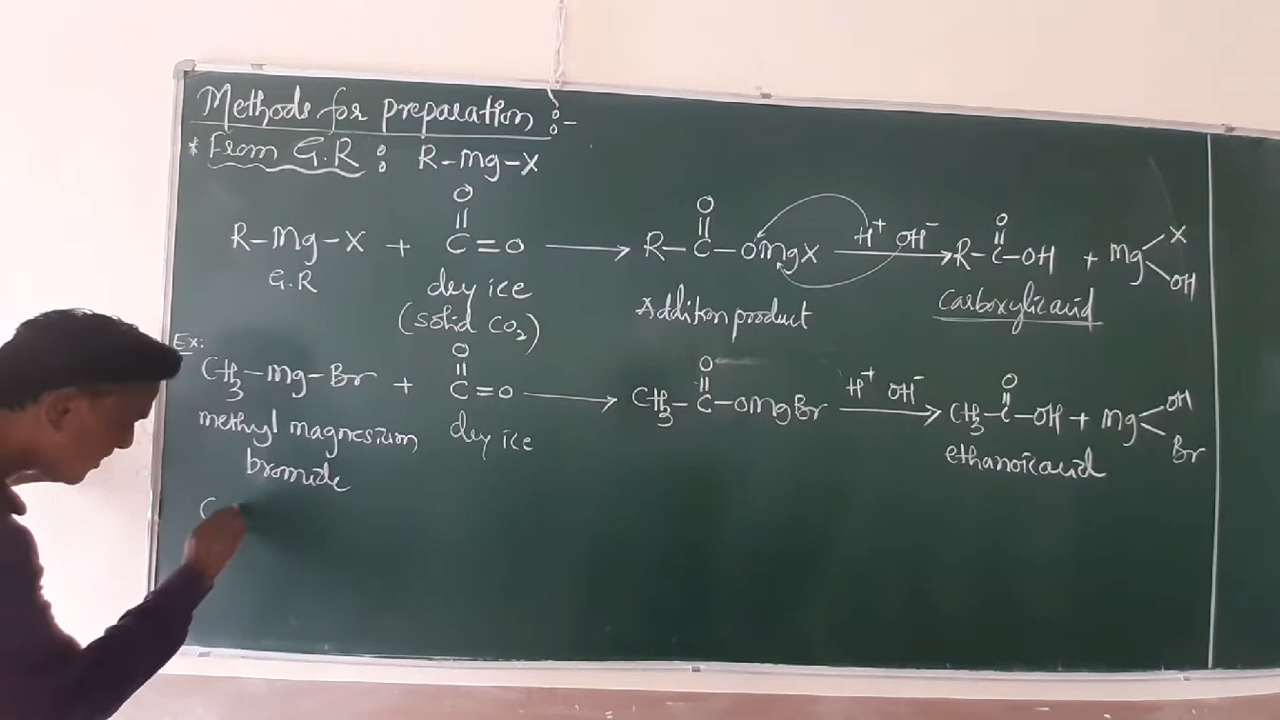 Methods for preparation :-
* From G.R : R-Mg-X
R-Mg-X + O=C=O → R-C(=O)-OMgX —H⁺ OH⁻→ R-C(=O)-OH + Mg(X)(OH)
G.R dry ice Addition product Carboxylic acid
(solid CO₂)
Ex:
CH₃-Mg-Br + O=C=O → CH₃-C(=O)-OMgBr —H⁺ OH⁻→ CH₃-C(=O)-OH + Mg(OH)(Br)
methyl magnesium dry ice ethanoic acid
bromide
C